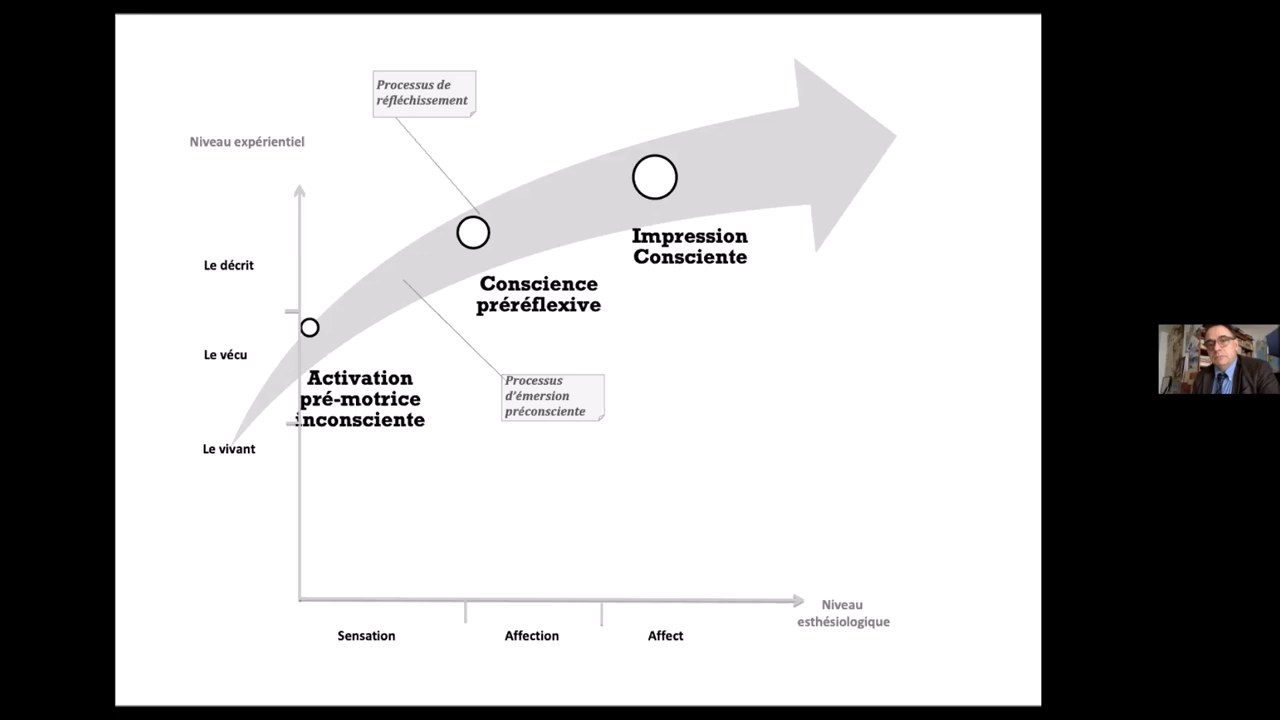 Processus de
réfléchissement
Niveau expérientiel
Impression
Consciente
Le décrit
Conscience
préréflexive
Le vécu
Activation
pré-motrice
inconsciente
Processus
d'émersion
préconsciente
Le vivant
Niveau
esthésiologique
Sensation
Affection
Affect